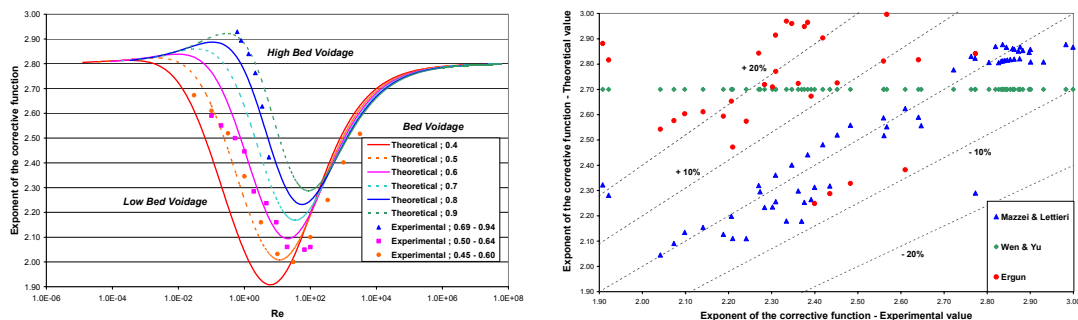 3.00
2.90
2.80
2.70
2.60
2.50
2.40
2.30
2.20
2.10
2.00
1.90
Exponent of the corrective function
High Bed Voidage
Low Bed Voidage
Bed Voidage
Theoretical ; 0.4
Theoretical ; 0.5
Theoretical ; 0.6
Theoretical ; 0.7
Theoretical ; 0.8
Theoretical ; 0.9
Experimental ; 0.69 - 0.94
Experimental ; 0.50 - 0.64
Experimental ; 0.45 - 0.60
1.0E-06 1.0E-04 1.0E-02 1.0E+00 1.0E+02 1.0E+04 1.0E+06 1.0E+08
Re
3.00
2.90
2.80
2.70
2.60
2.50
2.40
2.30
2.20
2.10
2.00
1.90
Exponent of the corrective function - Theoretical value
+ 20%
+ 10%
- 10%
- 20%
Mazzei & Lettieri
Wen & Yu
Ergun
1.90 2.00 2.10 2.20 2.30 2.40 2.50 2.60 2.70 2.80 2.90 3.00
Exponent of the corrective function - Experimental value